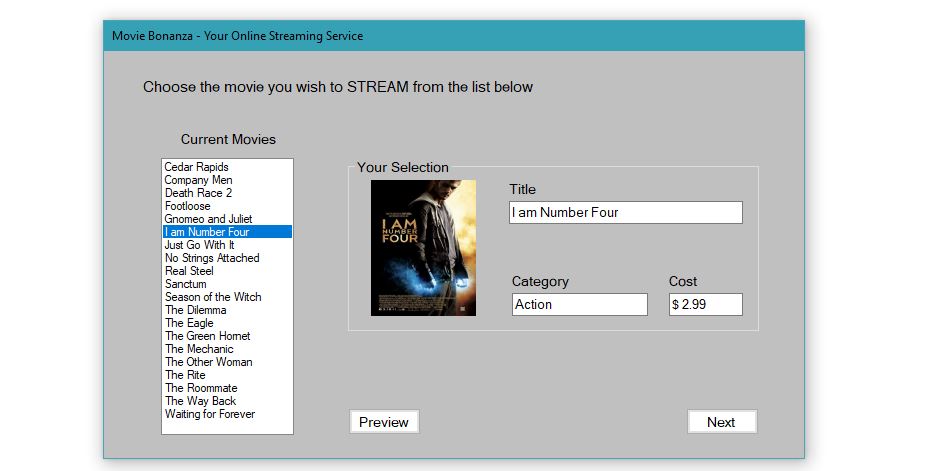 Movie Bonanza - Your Online Streaming Service
Choose the movie you wish to STREAM from the list below
Current Movies
Cedar Rapids
Company Men
Death Race 2
Footloose
Gnomeo and Juliet
I am Number Four
Just Go With It
No Strings Attached
Real Steel
Sanctum
Season of the Witch
The Dilemma
The Eagle
The Green Hornet
The Mechanic
The Other Woman
The Rite
The Roommate
The Way Back
Waiting for Forever
Your Selection
I AM
NUMBER
FOUR
Title
I am Number Four
Category
Cost
Action
$ 2.99
Preview
Next